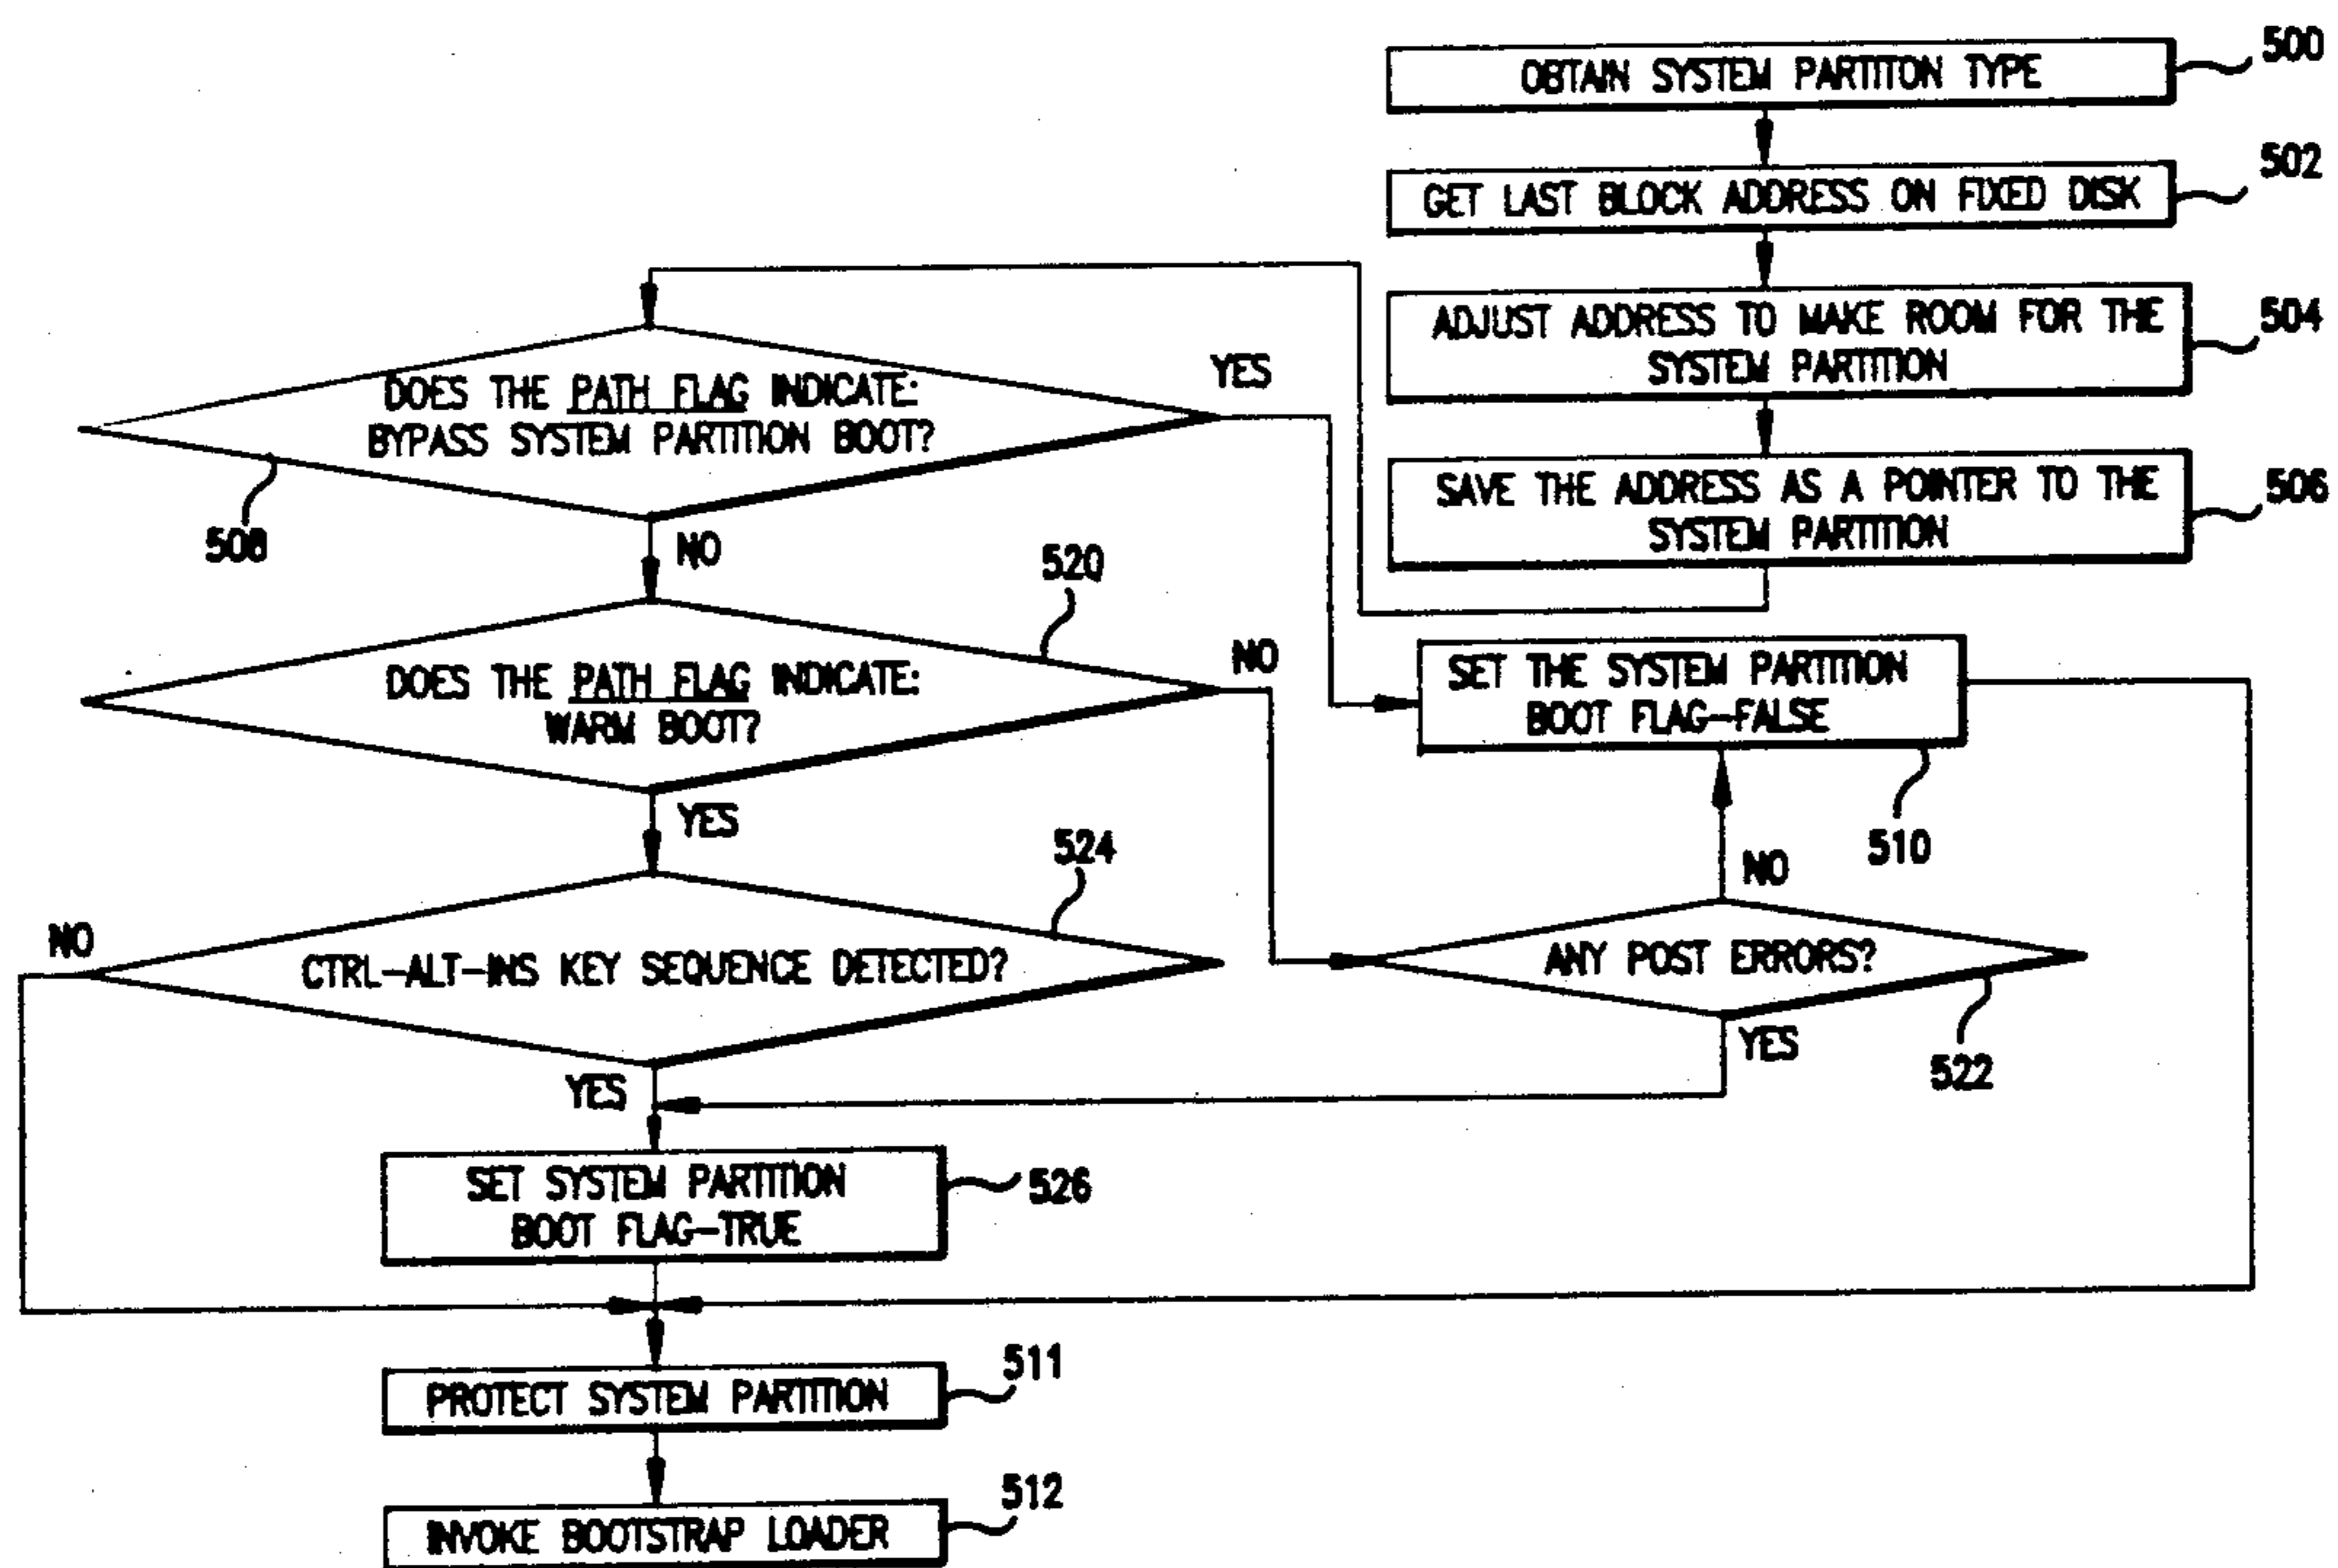 OBTAIN SYSTEM PARTITON TYPE
500
GET LAST BLOCK ADDRESS ON FIXED DISK
502
ADJUST ADDRESS TO MAKE ROOM FOR THE
SYSTEM PARTITION
504
SAVE THE ADDRESS AS A POINTER TO THE
SYSTEM PARTITION
506
DOES THE PATH FLAG INDICATE:
BYPASS SYSTEM PARTITION BOOT?
YES
508
NO
520
DOES THE PATH FLAG INDICATE:
WARM BOOT?
NO
YES
SET THE SYSTEM PARTITION
BOOT FLAG-FALSE
510
NO
524
NO
CTRL-ALT-INS KEY SEQUENCE DETECTED?
YES
ANY POST ERRORS?
YES
522
SET SYSTEM PARTITION
BOOT FLAG-TRUE
526
PROTECT SYSTEM PARTITION
511
INVOKE BOOTSTRAP LOADER
512